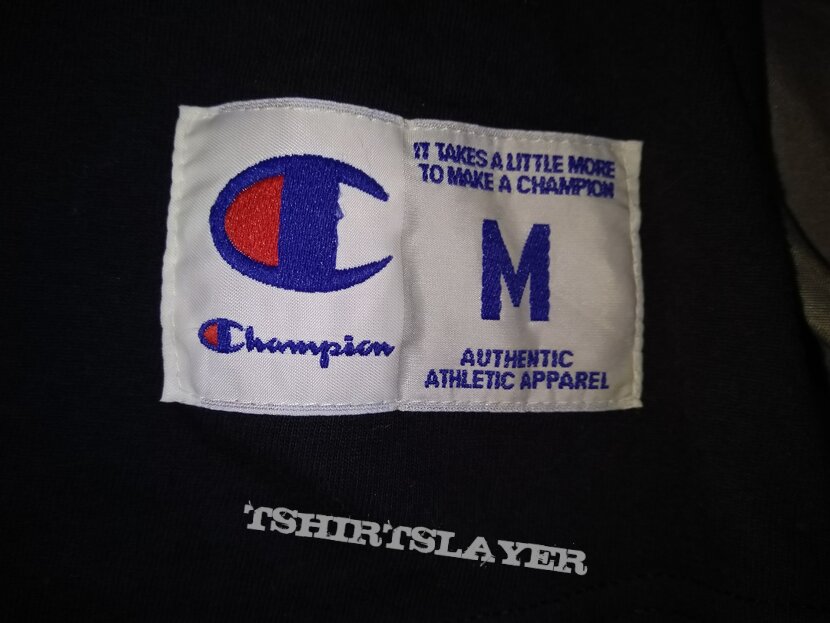 Champion
IT TAKES A LITTLE MORE
TO MAKE A CHAMPION
M
AUTHENTIC
ATHLETIC APPAREL
TSHIRTSLAYER